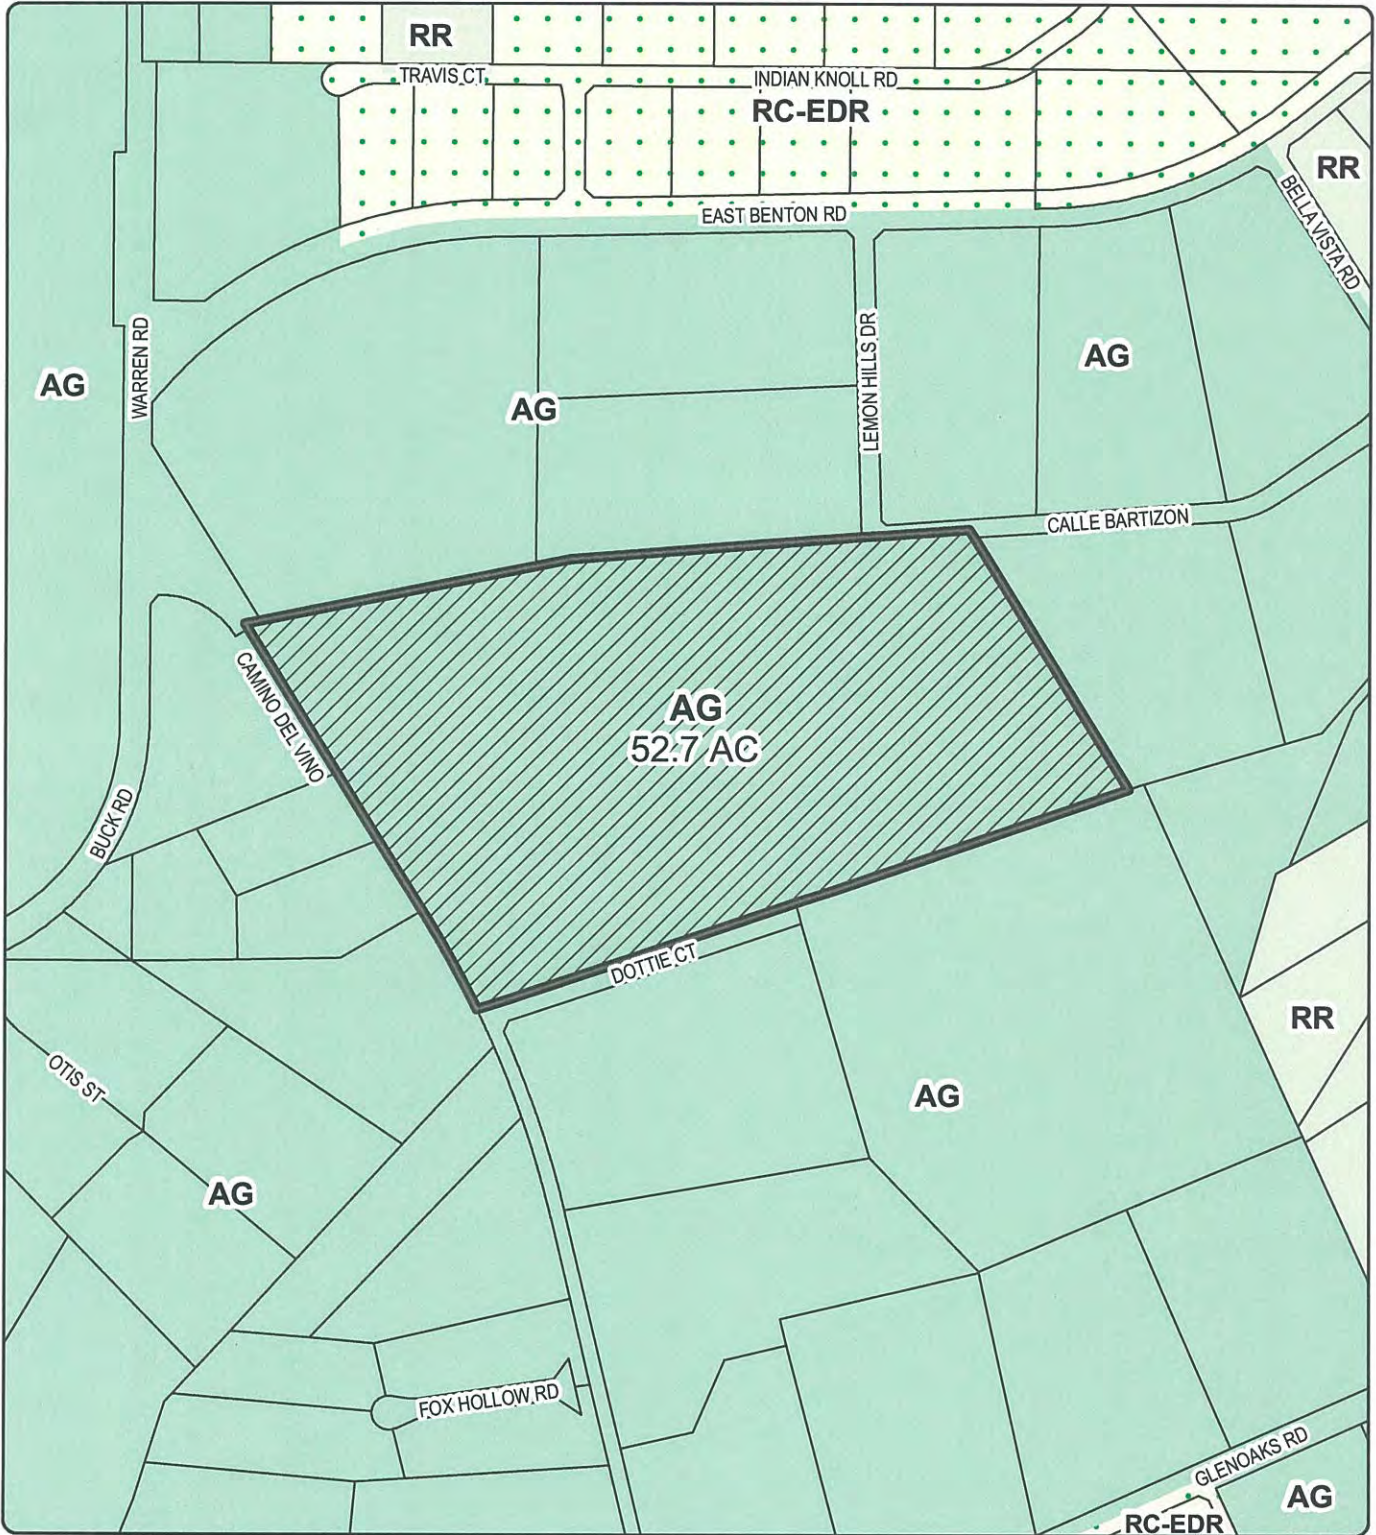 RR
TRAVIS CT
INDIAN KNOLL RD
RC-EDR
RR
BELLA VISTA RD
EAST BENTON RD
WARREN RD
LEMON HILLS DR
AG
AG
AG
CALLE BARTIZON
CAMINO DEL VINO
AG
52.7 AC
BUCK RD
DOTTIE CT
RR
OTIS ST
AG
AG
FOX HOLLOW RD
GLENOAKS RD
AG
RC-EDR